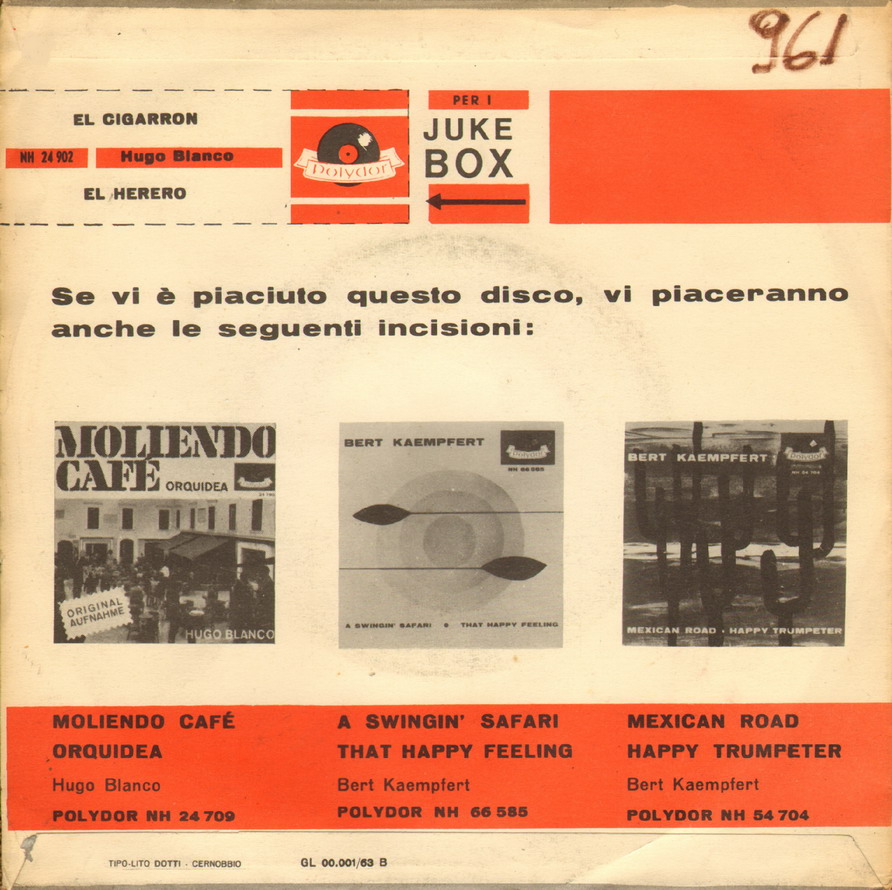 961
EL CIGARRON
NH 24 902 Hugo Blanco
EL HERERO
polydor
PER I
JUKE
BOX
Se vi è piaciuto questo disco, vi piaceranno
anche le seguenti incisioni:
MOLIENDO
CAFÉ ORQUIDEA
ORIGINAL
AUFNAHME
HUGO BLANCO
BERT KAEMPFERT
NH 66 585
A SWINGIN' SAFARI THAT HAPPY FEELING
BERT KAEMPFERT
polydor
NH 54 704
MEXICAN ROAD · HAPPY TRUMPETER
MOLIENDO CAFÉ
ORQUIDEA
Hugo Blanco
POLYDOR NH 24 709
A SWINGIN' SAFARI
THAT HAPPY FEELING
Bert Kaempfert
POLYDOR NH 66 585
MEXICAN ROAD
HAPPY TRUMPETER
Bert Kaempfert
POLYDOR NH 54 704
TIPO-LITO DOTTI - CERNOBBIO GL 00.001/63 B